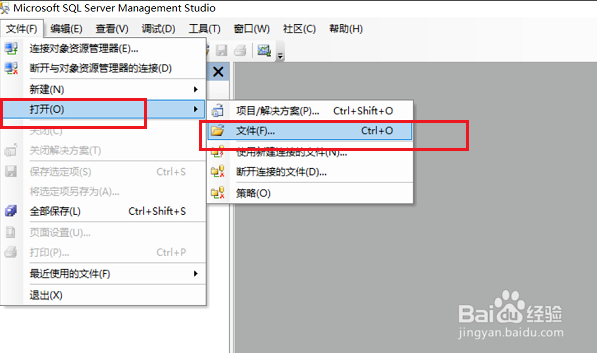 Microsoft SQL Server Management Studio
文件(F) 编辑(E) 查看(V) 调试(D) 工具(T) 窗口(W) 社区(C) 帮助(H)
连接对象资源管理器(E)...
断开与对象资源管理器的连接(D)
新建(N)
打开(O)
项目/解决方案(P)... Ctrl+Shift+O
文件(F)... Ctrl+O
使用新建连接的文件(N)...
断开连接的文件(D)...
策略(O)
关闭(C)
关闭解决方案(T)
保存选定项(S) Ctrl+S
将选定项另存为(A)...
全部保存(L) Ctrl+Shift+S
页面设置(U)...
打印(P)... Ctrl+P
最近使用的文件(F)
退出(X)
Baidu经验
jingyan.baidu.com